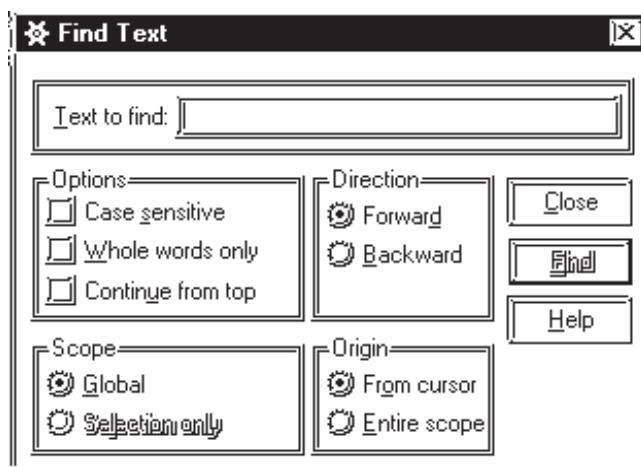 Find Text
Text to find:
Options
Case sensitive
Whole words only
Continue from top
Direction
Forward
Backward
Close
Find
Help
Scope
Global
Selection only
Origin
From cursor
Entire scope